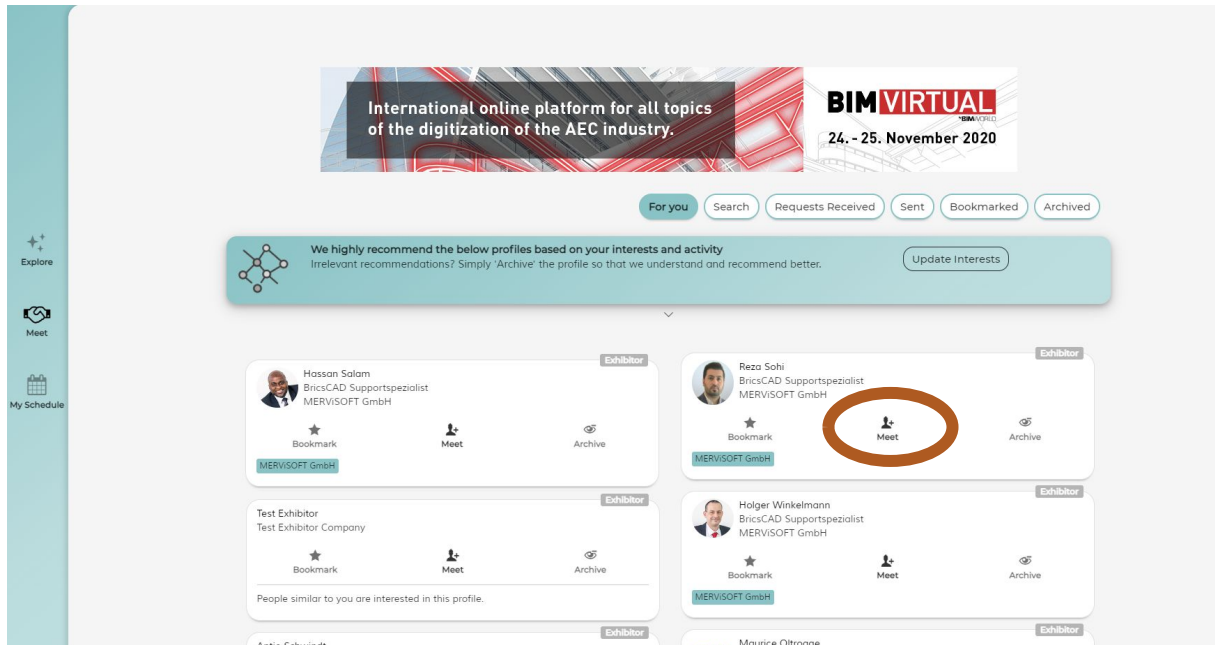 International online platform for all topics
of the digitization of the AEC industry.
BIM VIRTUAL
BIMWORLD
24. - 25. November 2020
For you
Search
Requests Received
Sent
Bookmarked
Archived
We highly recommend the below profiles based on your interests and activity
Irrelevant recommendations? Simply 'Archive' the profile so that we understand and recommend better.
Update Interests
Explore
Meet
My Schedule
Exhibitor
Hassan Salam
BricsCAD Supportspezialist
MERViSOFT GmbH
Bookmark
Meet
Archive
MERViSOFT GmbH
Exhibitor
Reza Sohi
BricsCAD Supportspezialist
MERViSOFT GmbH
Bookmark
Meet
Archive
MERViSOFT GmbH
Exhibitor
Test Exhibitor
Test Exhibitor Company
Bookmark
Meet
Archive
People similar to you are interested in this profile.
Exhibitor
Holger Winkelmann
BricsCAD Supportspezialist
MERViSOFT GmbH
Bookmark
Meet
Archive
MERViSOFT GmbH
Exhibitor
Exhibitor
Maurice Oltrogge